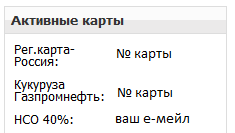 Активные карты
Рег.карта-
Россия:
№ карты
Кукуруза
Газпромнефть:
№ карты
НСО 40%:
ваш е-мейл